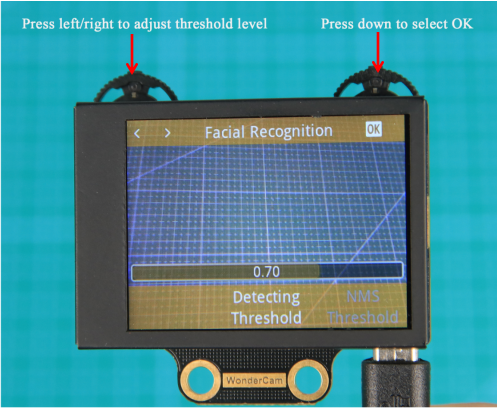 Press left/right to adjust threshold level
Press down to select OK
< > Facial Recognition OK
0.70
Detecting NMS
Threshold Threshold
WonderCam